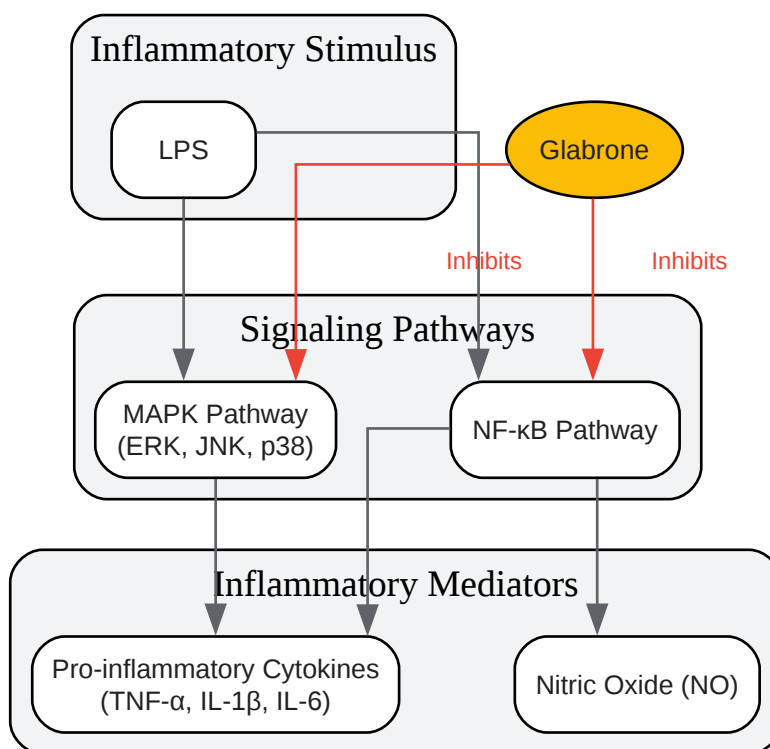 Inflammatory Stimulus
LPS
Glabrone
Inhibits
Inhibits
Signaling Pathways
MAPK Pathway
(ERK, JNK, p38)
NF-κB Pathway
Inflammatory Mediators
Pro-inflammatory Cytokines
(TNF-α, IL-1β, IL-6)
Nitric Oxide (NO)